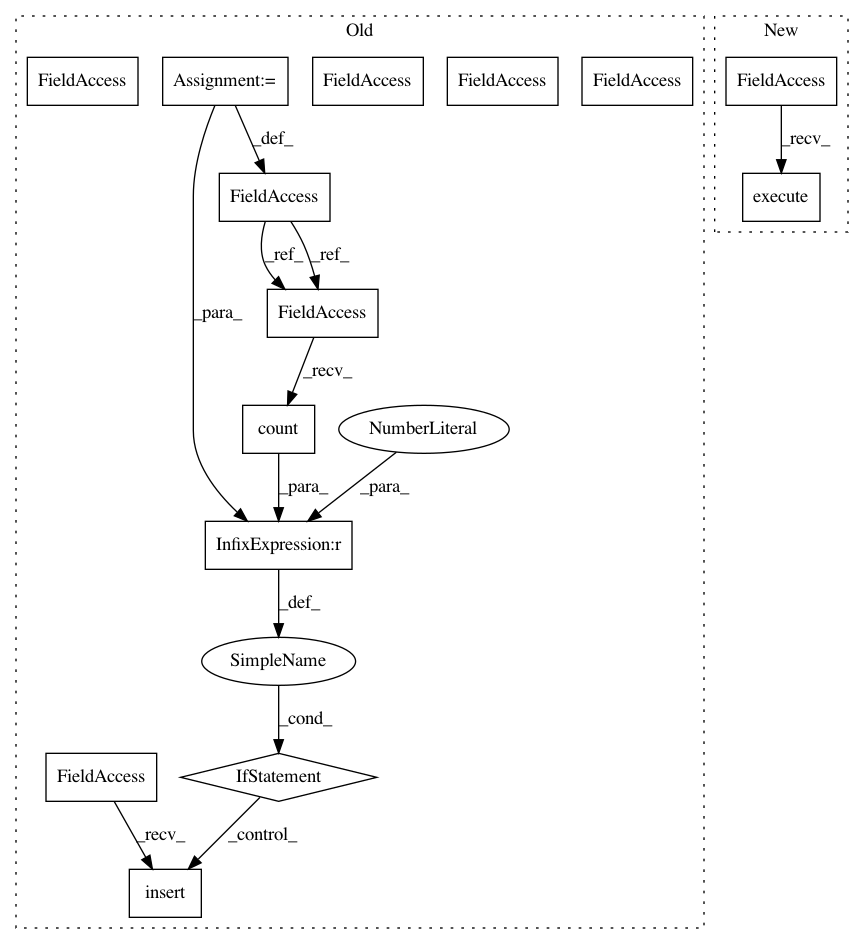 Old
New
FieldAccess
Assignment:=
FieldAccess
FieldAccess
FieldAccess
FieldAccess
_def_
_recv_
FieldAccess
execute
_ref_
_ref_
_para_
FieldAccess
_recv_
count
NumberLiteral
_para_
_para_
InfixExpression:r
_def_
SimpleName
_cond_
FieldAccess
IfStatement
_recv_
_control_
insert